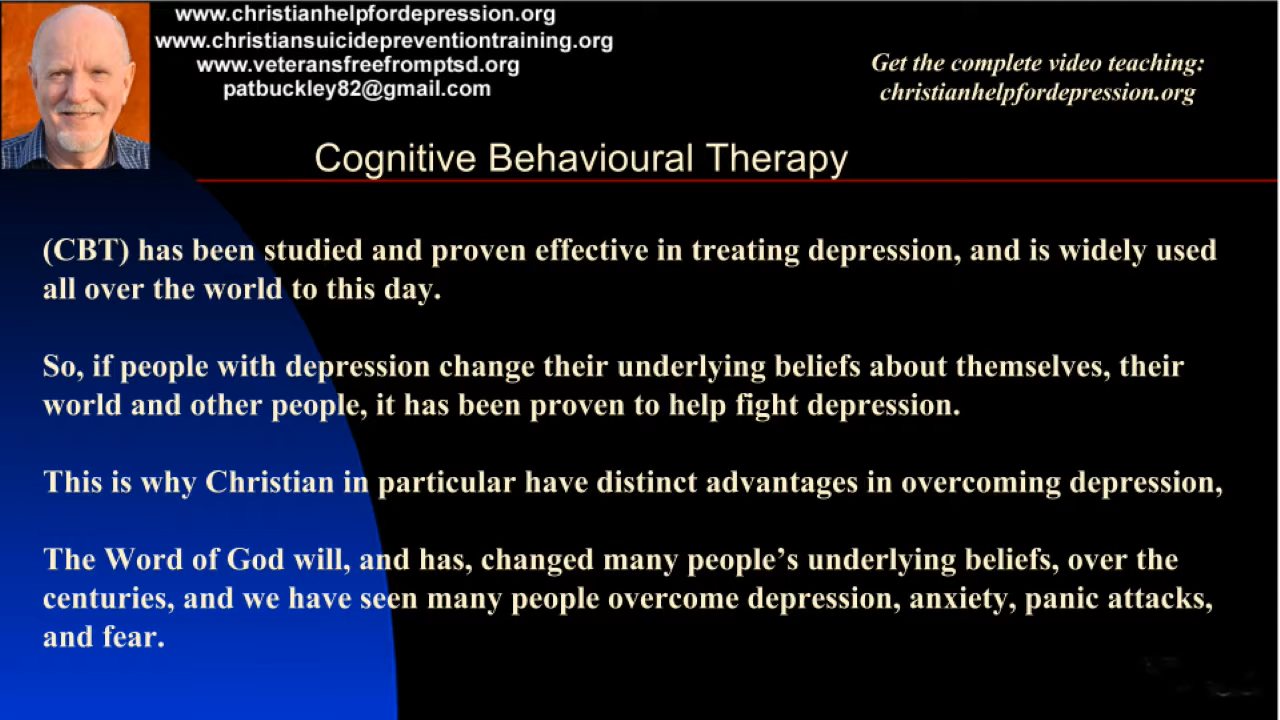 www.christianhelpfordepression.org
www.christiansuicidepreventiontraining.org
www.veteransfreefromptsd.org
patbuckley82@gmail.com
Get the complete video teaching:
christianhelpfordepression.org
Cognitive Behavioural Therapy
(CBT) has been studied and proven effective in treating depression, and is widely used
all over the world to this day.
So, if people with depression change their underlying beliefs about themselves, their
world and other people, it has been proven to help fight depression.
This is why Christian in particular have distinct advantages in overcoming depression,
The Word of God will, and has, changed many people’s underlying beliefs, over the
centuries, and we have seen many people overcome depression, anxiety, panic attacks,
and fear.